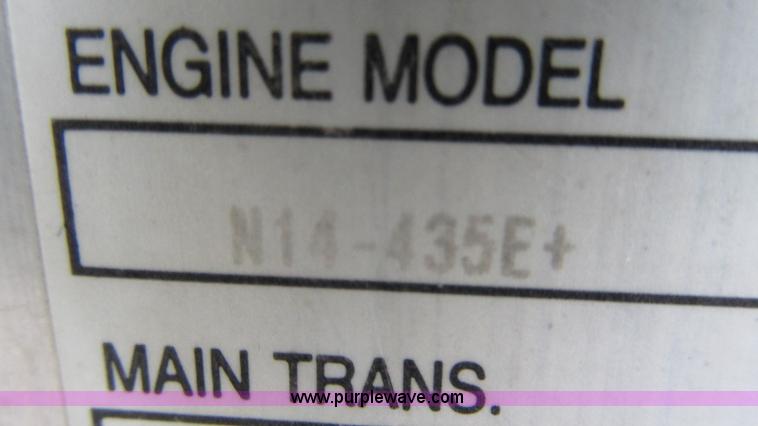 ENGINE MODEL
N14-435E+
MAIN TRANS.
www.purplewave.com